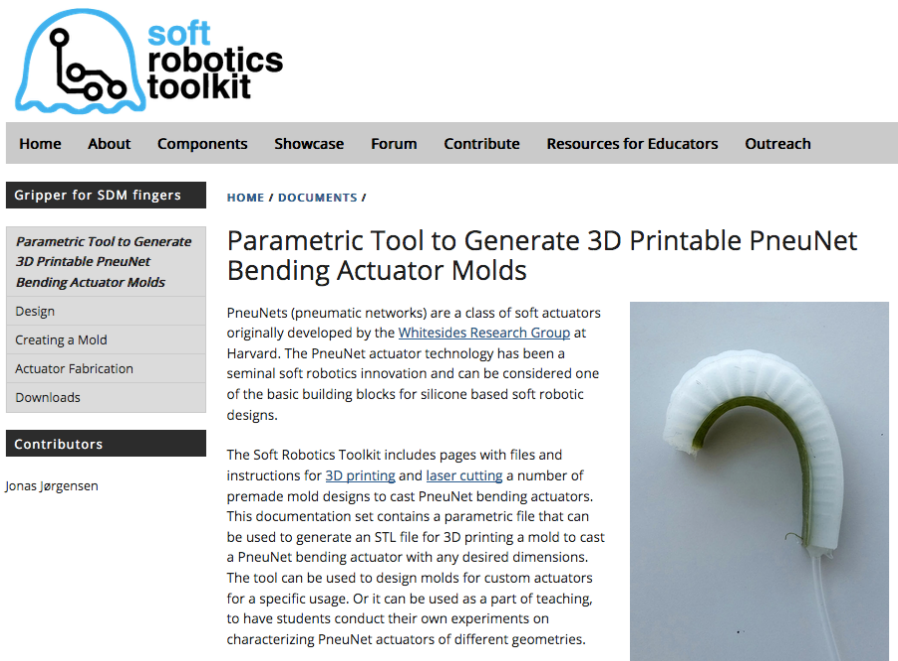 soft
robotics
toolkit
Home About Components Showcase Forum Contribute Resources for Educators Outreach
Gripper for SDM fingers
Parametric Tool to Generate
3D Printable PneuNet
Bending Actuator Molds
Design
Creating a Mold
Actuator Fabrication
Downloads
Contributors
Jonas Jørgensen
HOME / DOCUMENTS /
Parametric Tool to Generate 3D Printable PneuNet
Bending Actuator Molds
PneuNets (pneumatic networks) are a class of soft actuators
originally developed by the Whitesides Research Group at
Harvard. The PneuNet actuator technology has been a
seminal soft robotics innovation and can be considered one
of the basic building blocks for silicone based soft robotic
designs.
The Soft Robotics Toolkit includes pages with files and
instructions for 3D printing and laser cutting a number of
premade mold designs to cast PneuNet bending actuators.
This documentation set contains a parametric file that can
be used to generate an STL file for 3D printing a mold to cast
a PneuNet bending actuator with any desired dimensions.
The tool can be used to design molds for custom actuators
for a specific usage. Or it can be used as a part of teaching,
to have students conduct their own experiments on
characterizing PneuNet actuators of different geometries.